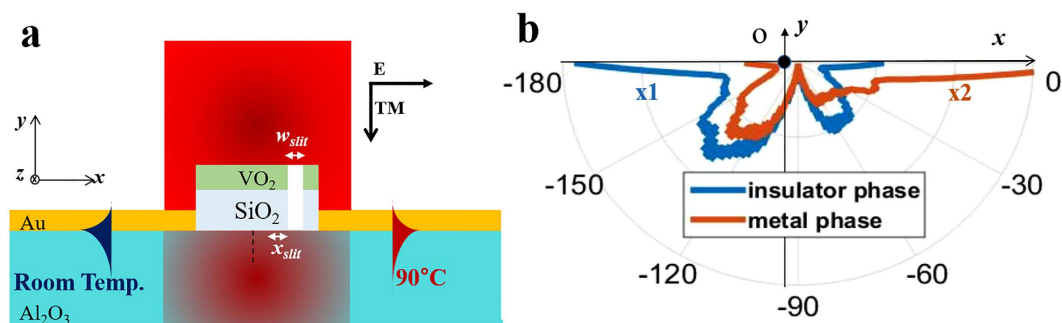 a
E
TM
y
z
x
w_slit
VO₂
SiO₂
Au
x_slit
Room Temp.
90°C
Al₂O₃
b
O
y
x
-180
x1
x2
0
-150
-30
insulator phase
metal phase
-120
-60
-90